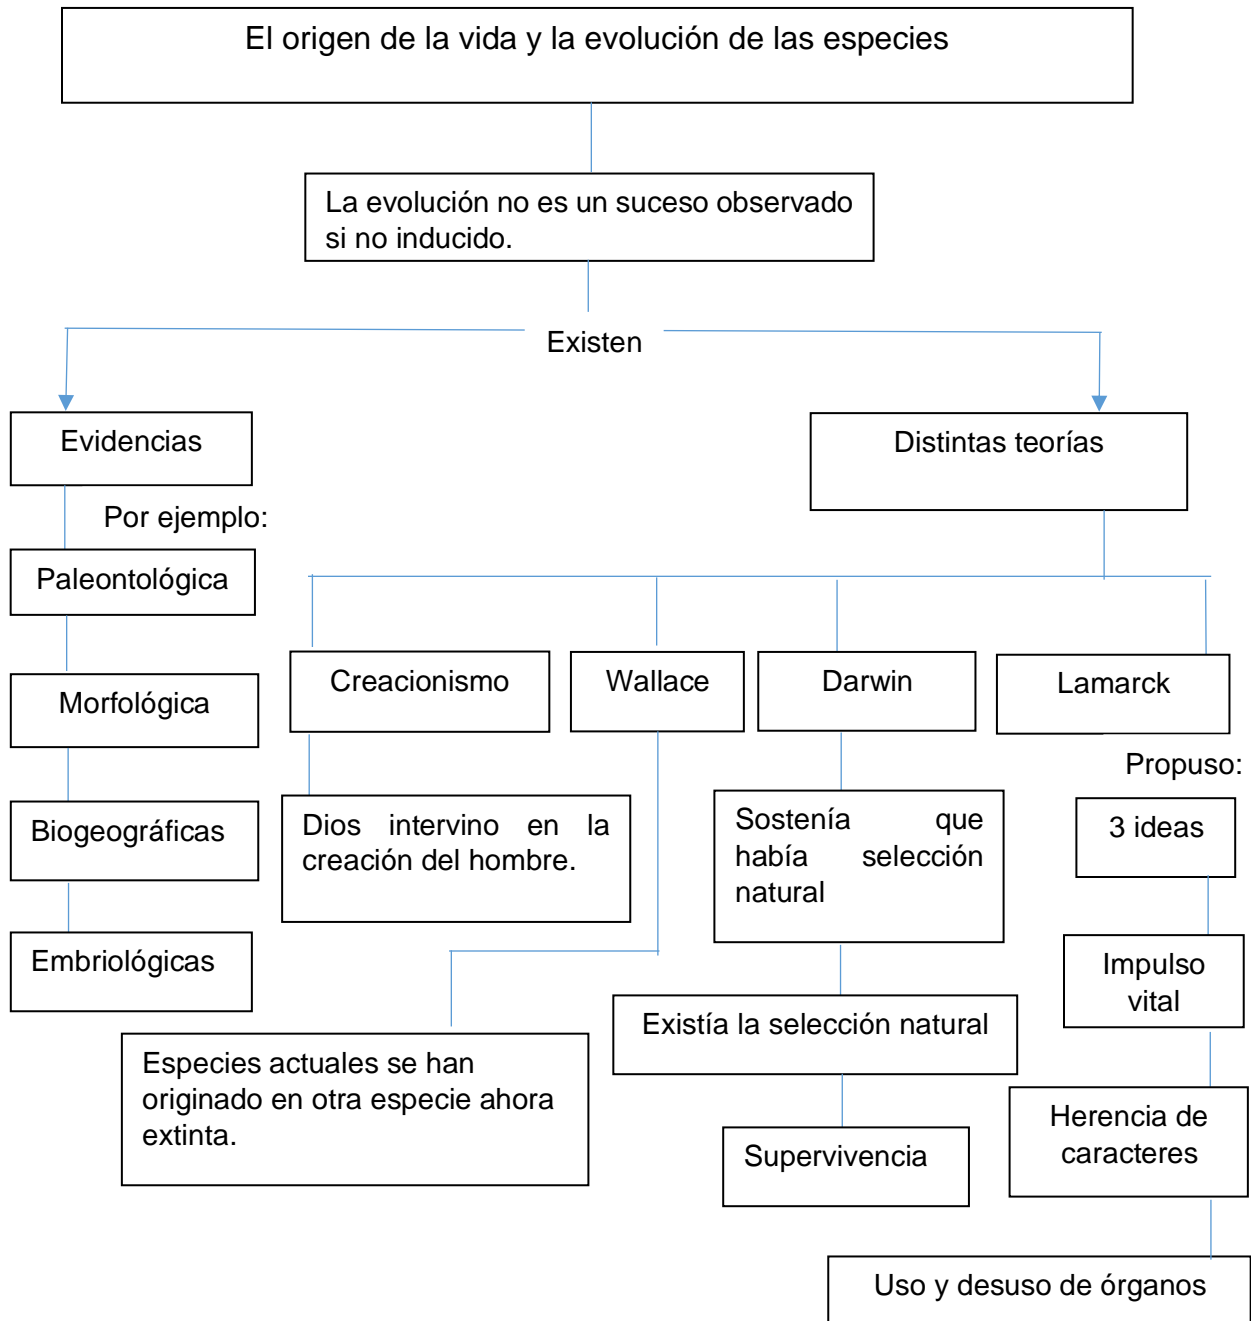 El origen de la vida y la evolución de las especies
La evolución no es un suceso observado
si no inducido.
Existen
Evidencias
Por ejemplo:
Paleontológica
Morfológica
Biogeográficas
Embriológicas
Distintas teorías
Creacionismo
Dios intervino en la
creación del hombre.
Wallace
Especies actuales se han
originado en otra especie ahora
extinta.
Darwin
Sostenía que
había selección
natural
Existía la selección natural
Supervivencia
Lamarck
Propuso:
3 ideas
Impulso
vital
Herencia de
caracteres
Uso y desuso de órganos